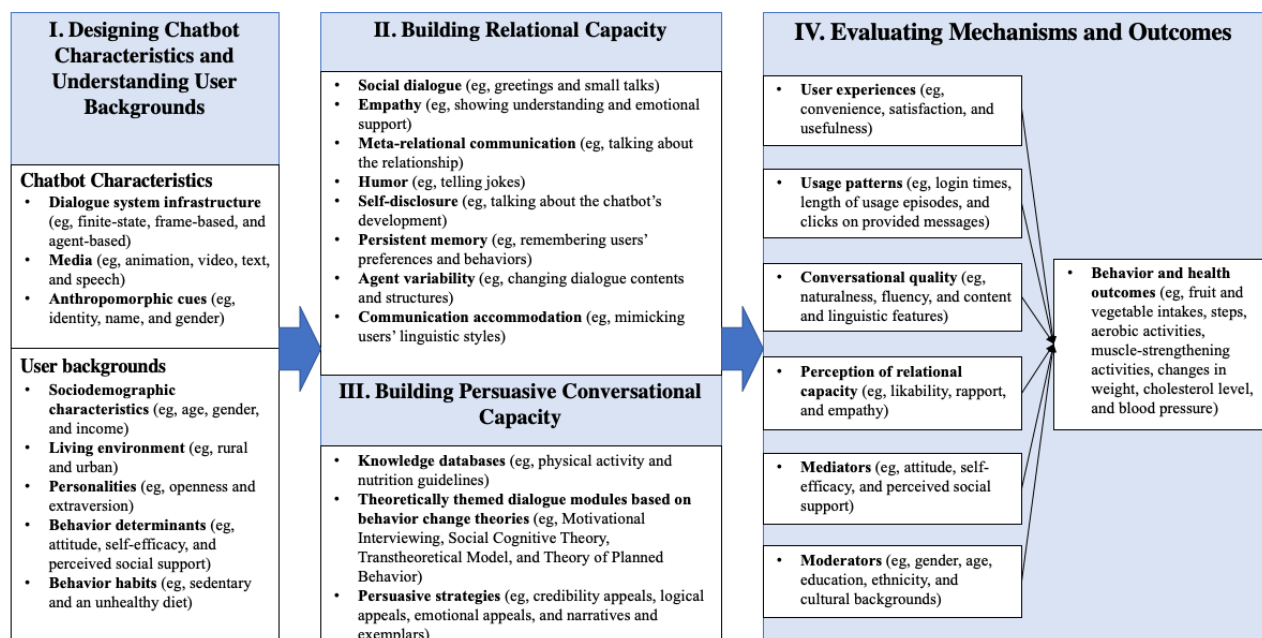 I. Designing Chatbot
Characteristics and
Understanding User
Backgrounds
Chatbot Characteristics
• Dialogue system infrastructure
(eg, finite-state, frame-based, and
agent-based)
• Media (eg, animation, video, text,
and speech)
• Anthropomorphic cues (eg,
identity, name, and gender)
User backgrounds
• Sociodemographic
characteristics (eg, age, gender,
and income)
• Living environment (eg, rural
and urban)
• Personalities (eg, openness and
extraversion)
• Behavior determinants (eg,
attitude, self-efficacy, and
perceived social support)
• Behavior habits (eg, sedentary
and an unhealthy diet)
II. Building Relational Capacity
• Social dialogue (eg, greetings and small talks)
• Empathy (eg, showing understanding and emotional
support)
• Meta-relational communication (eg, talking about
the relationship)
• Humor (eg, telling jokes)
• Self-disclosure (eg, talking about the chatbot's
development)
• Persistent memory (eg, remembering users'
preferences and behaviors)
• Agent variability (eg, changing dialogue contents
and structures)
• Communication accommodation (eg, mimicking
users' linguistic styles)
III. Building Persuasive Conversational
Capacity
• Knowledge databases (eg, physical activity and
nutrition guidelines)
• Theoretically themed dialogue modules based on
behavior change theories (eg, Motivational
Interviewing, Social Cognitive Theory,
Transtheoretical Model, and Theory of Planned
Behavior)
• Persuasive strategies (eg, credibility appeals, logical
appeals, emotional appeals, and narratives and
exemplars)
IV. Evaluating Mechanisms and Outcomes
• User experiences (eg,
convenience, satisfaction, and
usefulness)
• Usage patterns (eg, login times,
length of usage episodes, and
clicks on provided messages)
• Conversational quality (eg,
naturalness, fluency, and content
and linguistic features)
• Perception of relational
capacity (eg, likability, rapport,
and empathy)
• Mediators (eg, attitude, self-
efficacy, and perceived social
support)
• Moderators (eg, gender, age,
education, ethnicity, and
cultural backgrounds)
• Behavior and health
outcomes (eg, fruit and
vegetable intakes, steps,
aerobic activities,
muscle-strengthening
activities, changes in
weight, cholesterol level,
and blood pressure)